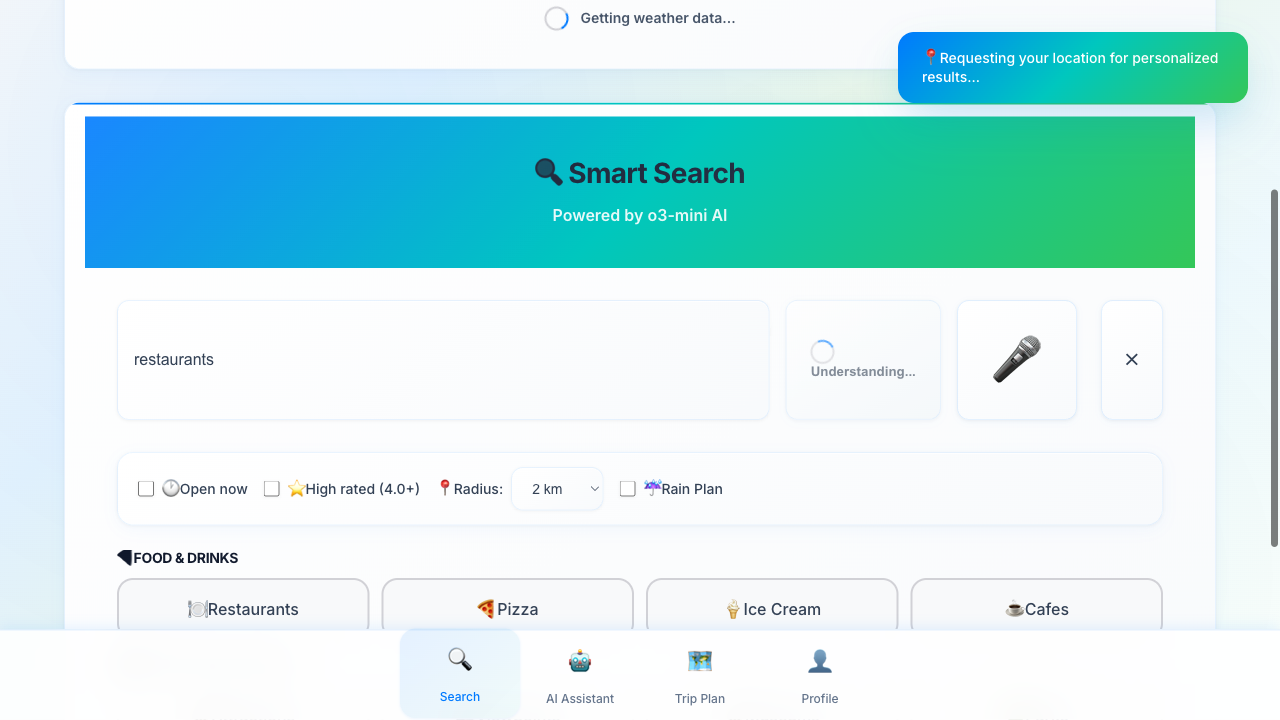 Getting weather data...
Requesting your location for personalized
results...
Smart Search
Powered by o3-mini AI
restaurants
Understanding...
Open now
High rated (4.0+)
Radius:
2 km
Rain Plan
FOOD & DRINKS
Restaurants
Pizza
Ice Cream
Cafes
Search
AI Assistant
Trip Plan
Profile